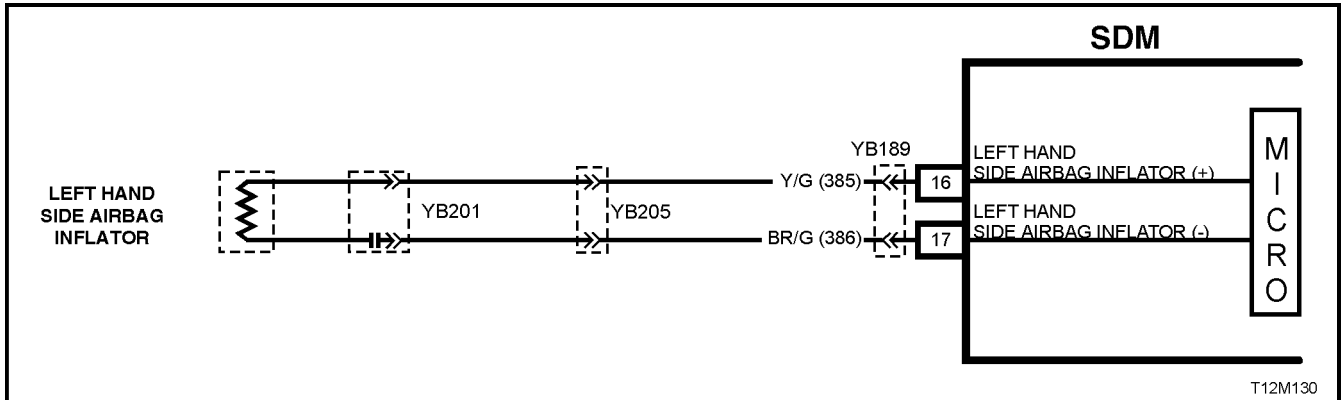 SDM
YB189
LEFT HAND
SIDE AIRBAG INFLATOR
YB201
YB205
Y/G (385)
BR/G (386)
16
17
LEFT HAND
SIDE AIRBAG INFLATOR (+)
LEFT HAND
SIDE AIRBAG INFLATOR (-)
MICRO
T12M130